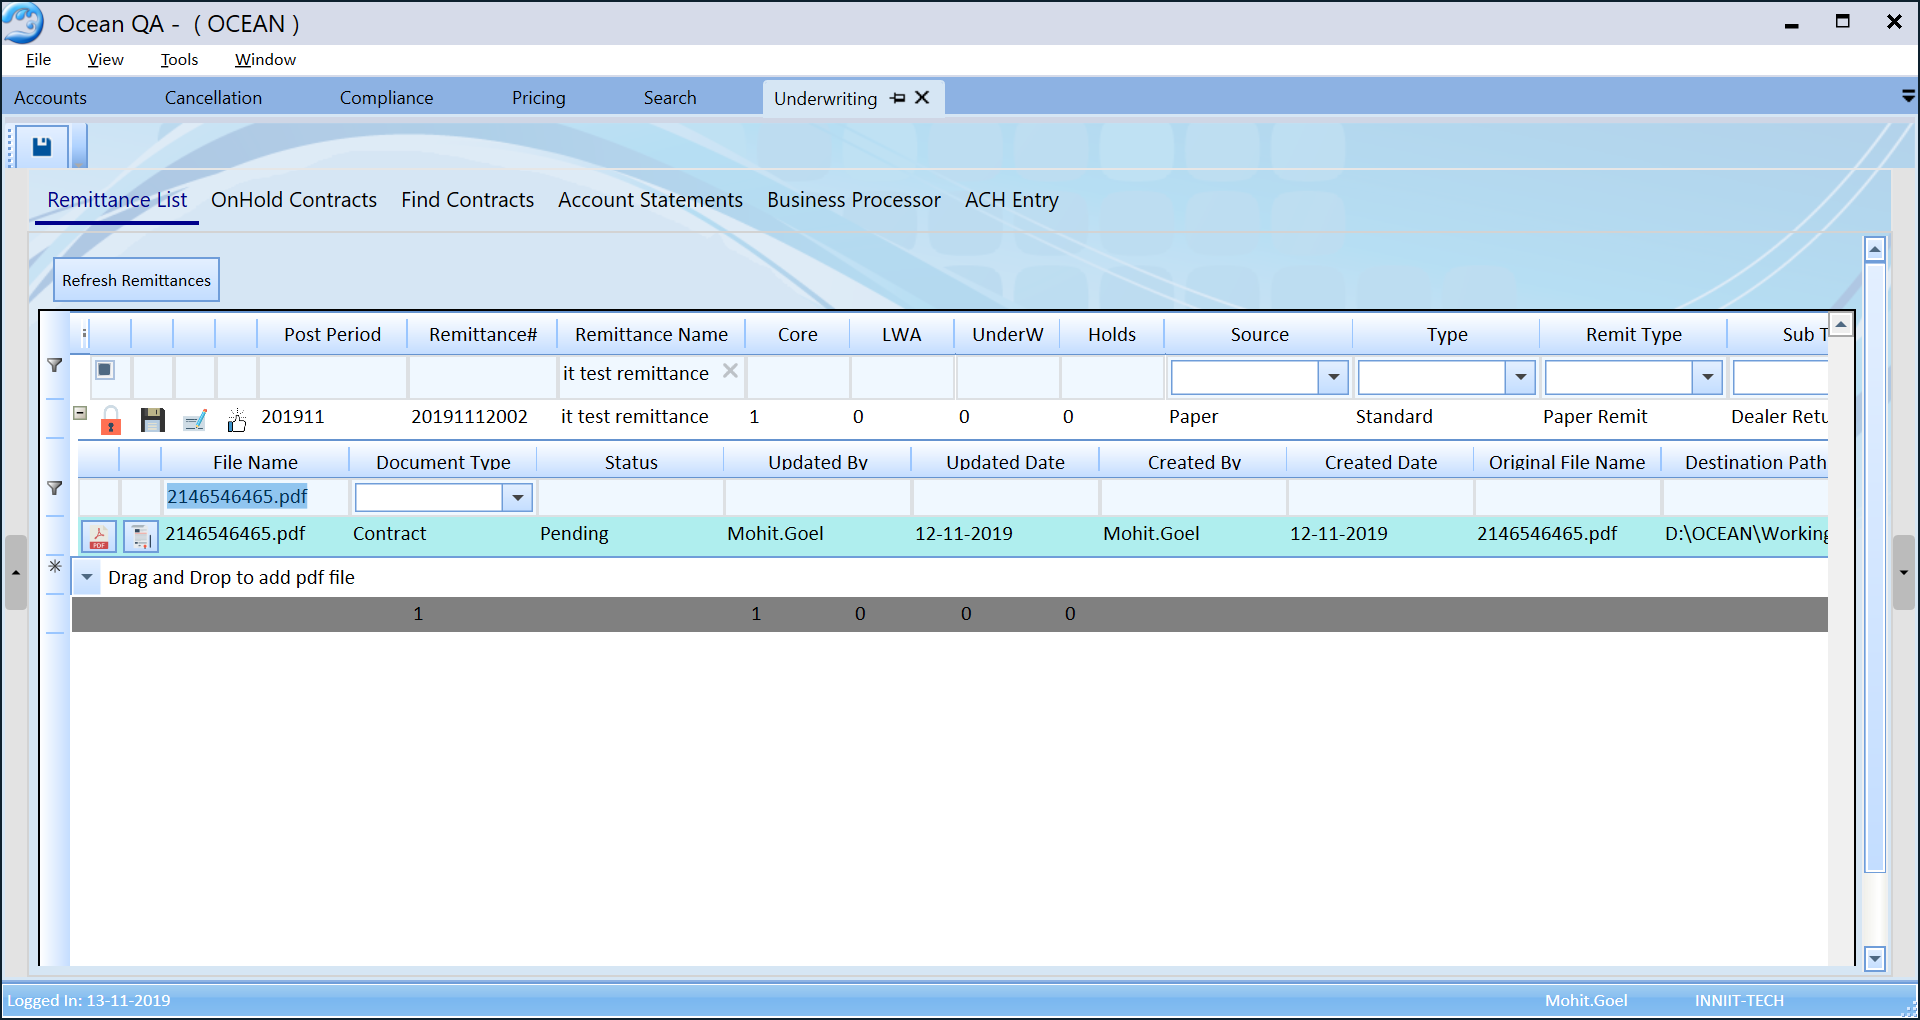 Ocean QA - ( OCEAN )
File View Tools Window
Accounts Cancellation Compliance Pricing Search Underwriting
Remittance List OnHold Contracts Find Contracts Account Statements Business Processor ACH Entry
Refresh Remittances
Post Period Remittance# Remittance Name Core LWA UnderW Holds Source Type Remit Type Sub T
it test remittance
201911 20191112002 it test remittance 1 0 0 0 Paper Standard Paper Remit Dealer Retu
File Name Document Type Status Updated By Updated Date Created By Created Date Original File Name Destination Path
2146546465.pdf
PDF 2146546465.pdf Contract Pending Mohit.Goel 12-11-2019 Mohit.Goel 12-11-2019 2146546465.pdf D:\OCEAN\Working
Drag and Drop to add pdf file
1 1 0 0 0
Logged In: 13-11-2019 Mohit.Goel INNIIT-TECH